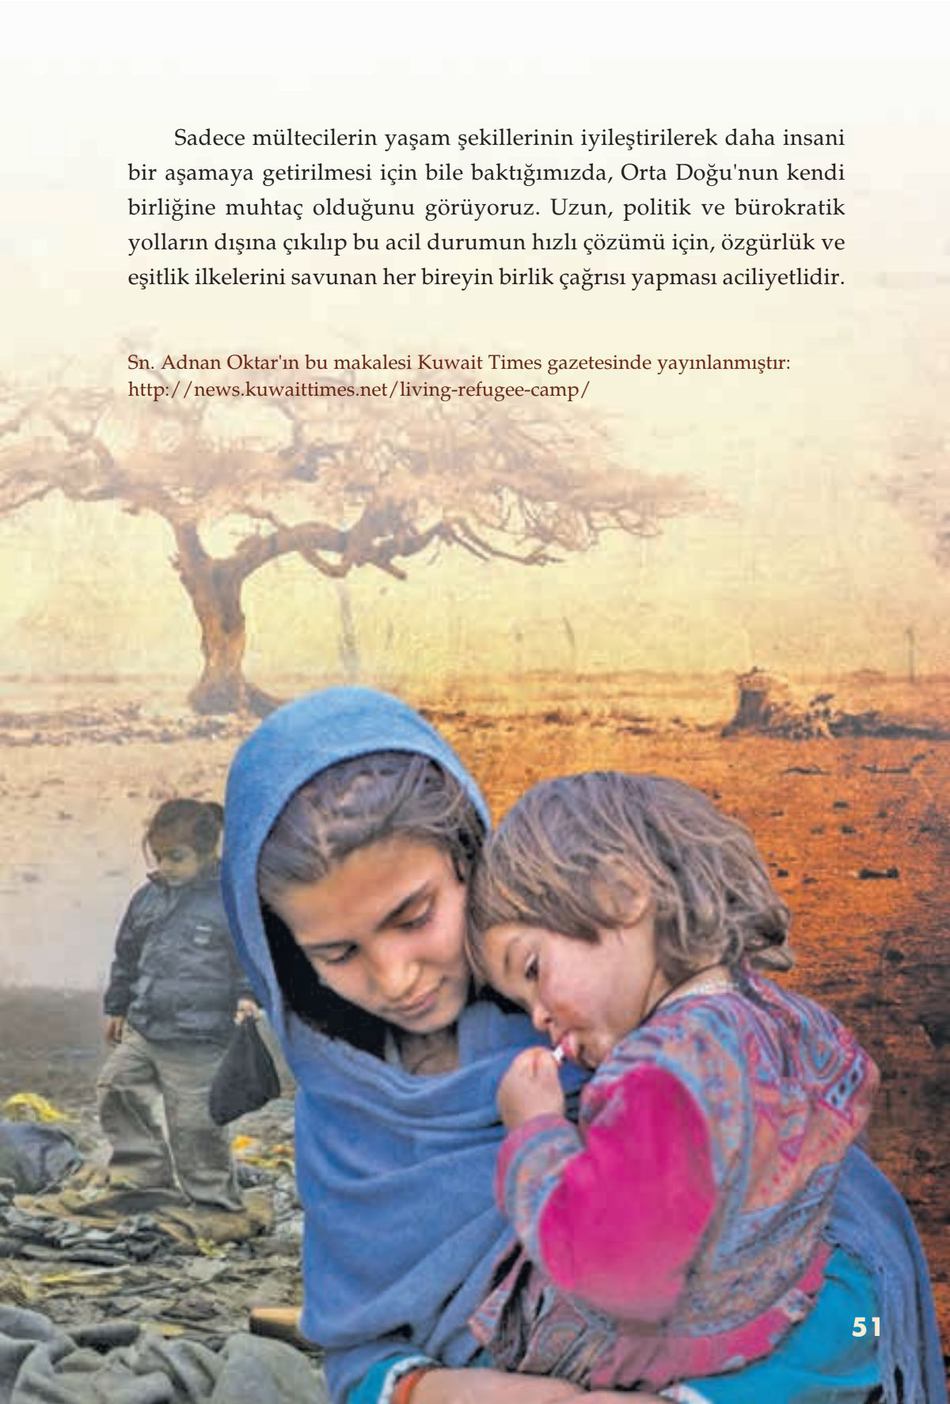 Sadece mültecilerin yaşam şekillerinin iyileştirilerek daha insani
bir aşamaya getirilmesi için bile baktığımızda, Orta Doğu'nun kendi
birliğine muhtaç olduğunu görüyoruz. Uzun, politik ve bürokratik
yolların dışına çıkılıp bu acil durumun hızlı çözümü için, özgürlük ve
eşitlik ilkelerini savunan her bireyin birlik çağrısı yapması aciliyetlidir.
Sn. Adnan Oktar'ın bu makalesi Kuwait Times gazetesinde yayınlanmıştır:
http://news.kuwaittimes.net/living-refugee-camp/
51